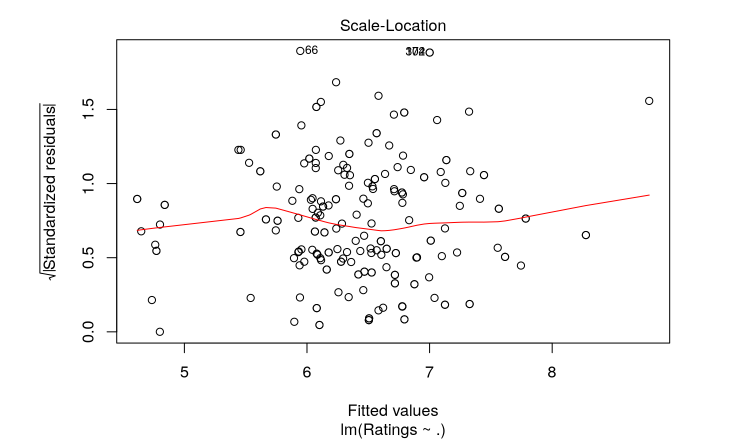 Scale-Location
66
√|Standardized residuals|
1.5
1.0
0.5
0.0
5 6 7 8
Fitted values
lm(Ratings ~ .)